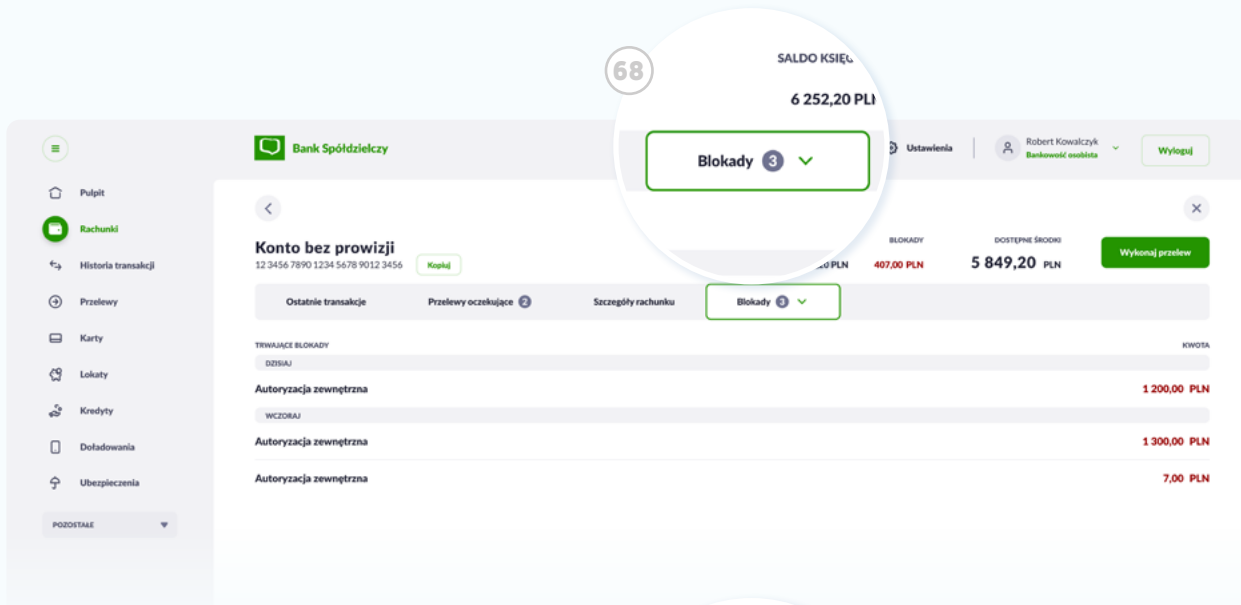 68
SALDO KSIĘG
6 252,20 PLN
Blokady 3
Bank Spółdzielczy
Ustawienia
Robert Kowalczyk
Bankowość osobista
Wyloguj
Pulpit
Rachunki
Historia transakcji
Przelewy
Karty
Lokaty
Kredyty
Doładowania
Ubezpieczenia
POZOSTAŁE
Konto bez prowizji
12 3456 7890 1234 5678 9012 3456 Kopiuj
PLN
BLOKADY
407,00 PLN
DOSTĘPNE ŚRODKI
5 849,20 PLN
Wykonaj przelew
Ostatnie transakcje Przelewy oczekujące 2 Szczegóły rachunku Blokady 3
TRWAJĄCE BLOKADY KWOTA
DZISIAJ
Autoryzacja zewnętrzna 1 200,00 PLN
WCZORAJ
Autoryzacja zewnętrzna 1 300,00 PLN
Autoryzacja zewnętrzna 7,00 PLN